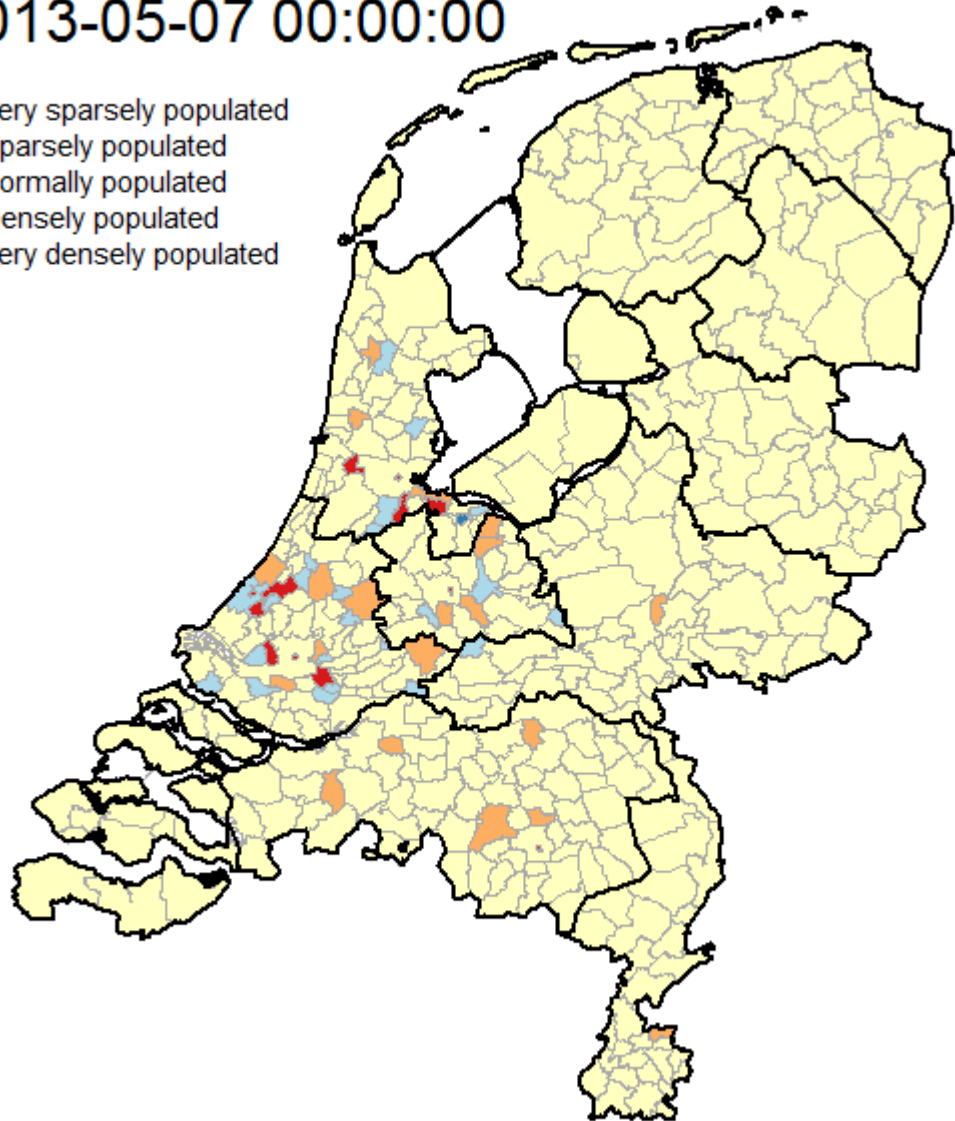 013-05-07 00:00:00
ery sparsely populated
parsely populated
ormally populated
ensely populated
ery densely populated